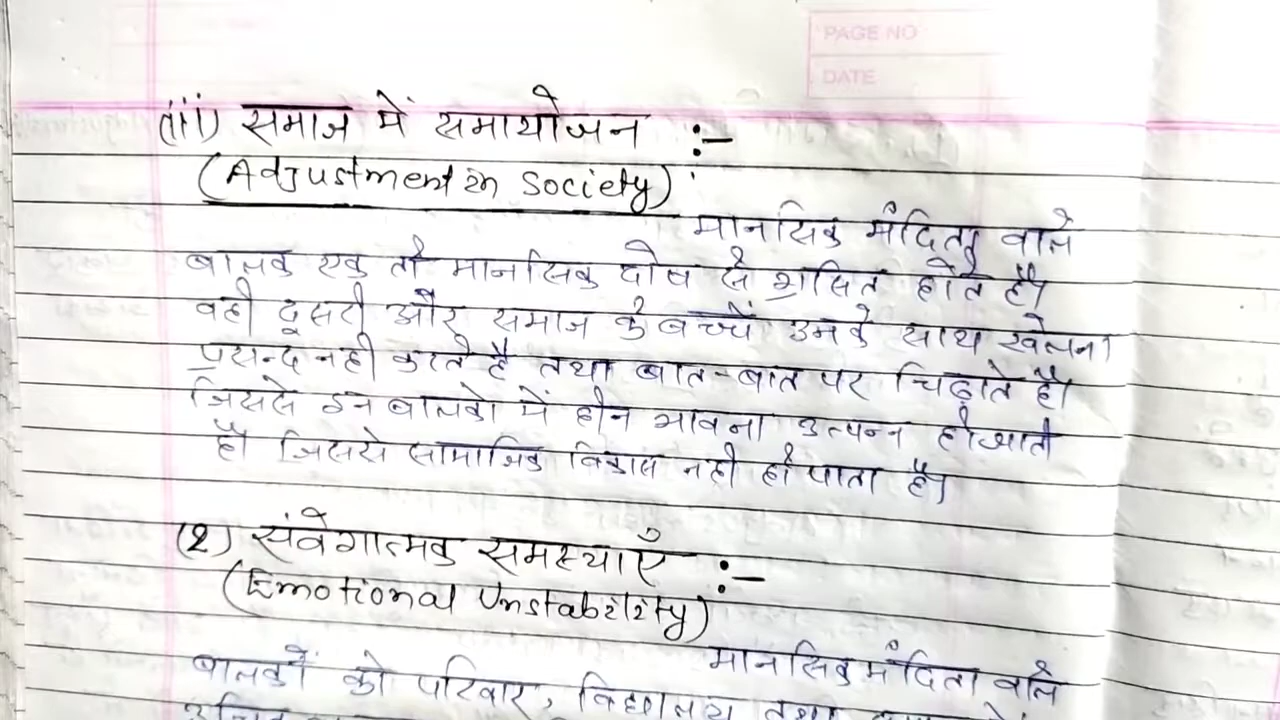 PAGE NO
DATE
(iii) समाज में समायोजन :-
(Adjustment in Society) :
मानसिक मंदिता वाले
बालक एक तो मानसिक दोष से ग्रसित होते है।
वही दूसरी और समाज के बच्चें उनके साथ खेलना
पसन्द नही करते है तथा बात-बात पर चिढ़ाते है।
जिससे इन बालको में हीन भावना उत्पन्न हो जाती
है। जिससे सामाजिक विकास नही हो पाता है।
(2) संवेगात्मक समस्याएँ :-
(Emotional Unstability) :
मानसिक मंदिता वाले
बालकों को परिवार, विद्यालय तथा